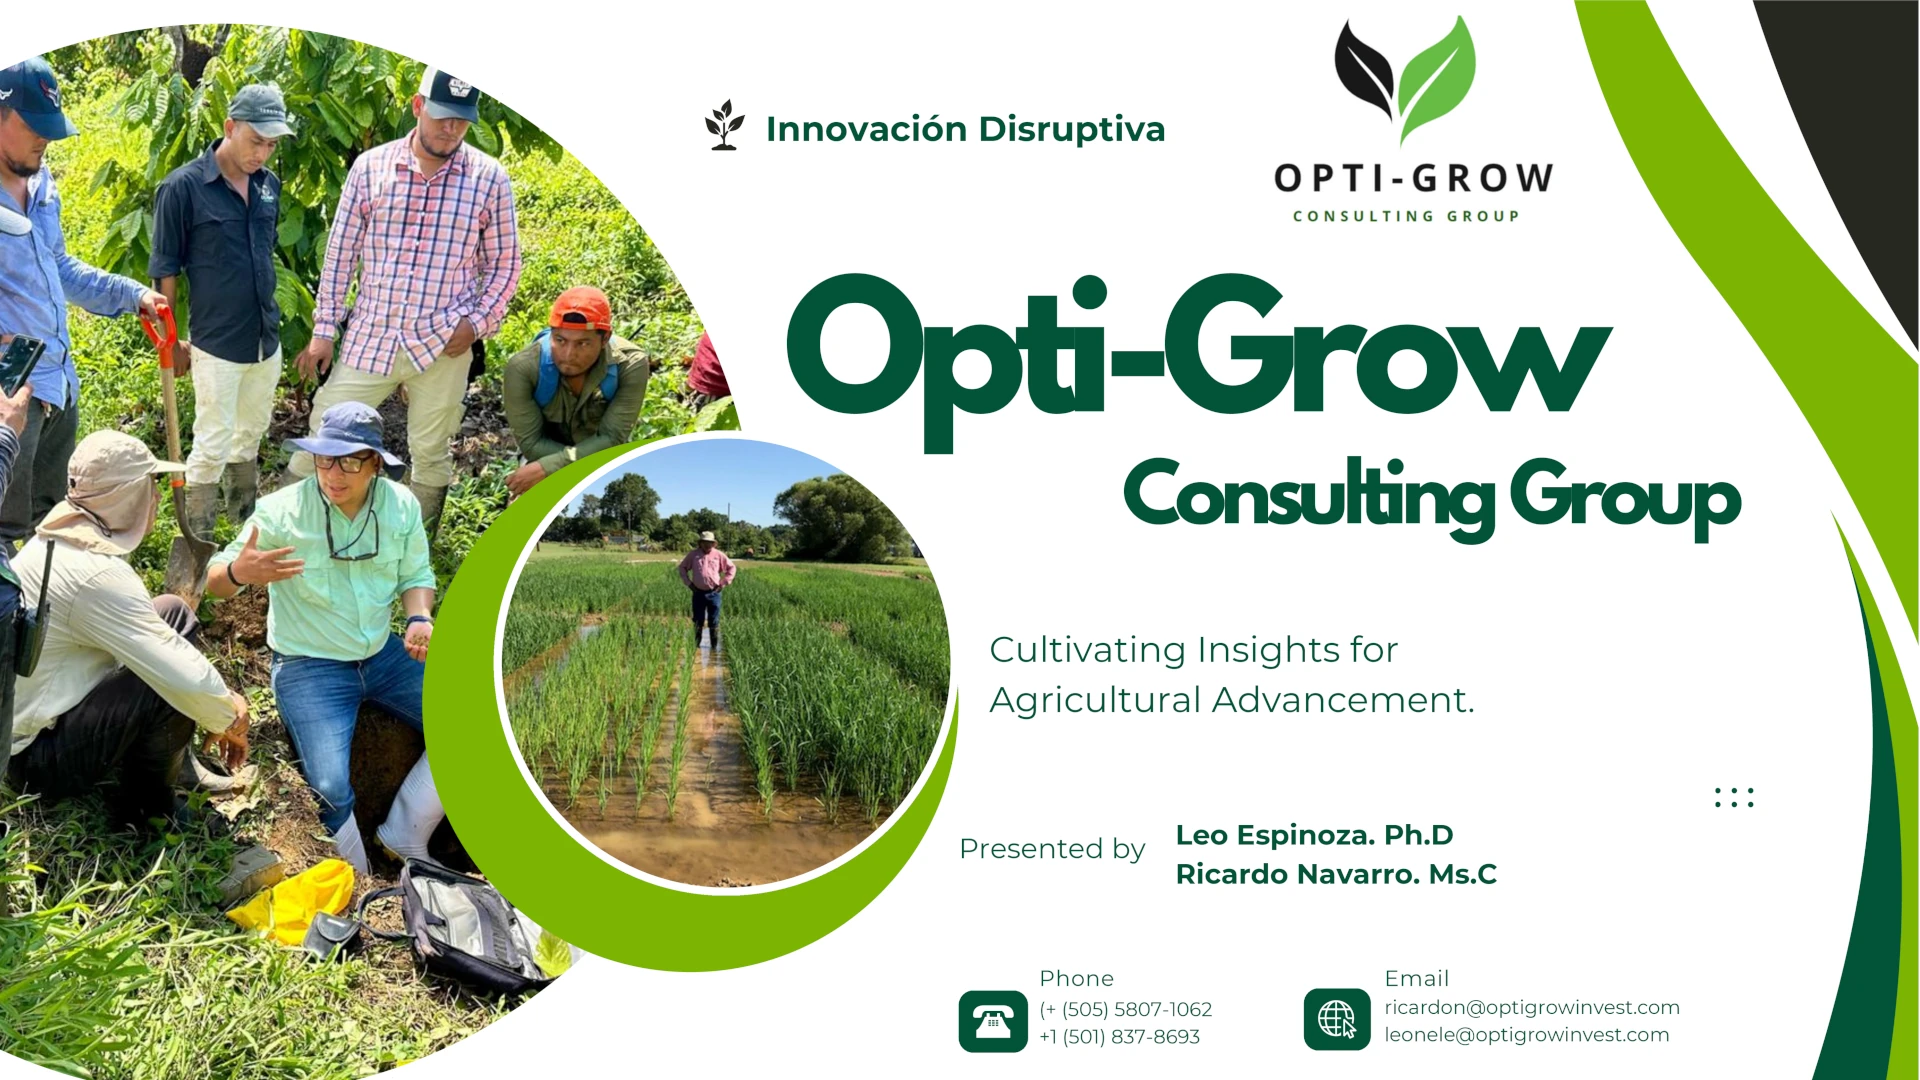 Innovación Disruptiva
OPTI-GROW
CONSULTING GROUP
Opti-Grow
Consulting Group
Cultivating Insights for
Agricultural Advancement.
Presented by
Leo Espinoza. Ph.D
Ricardo Navarro. Ms.C
Phone
(+ (505) 5807-1062
+1 (501) 837-8693
Email
ricardon@optigrowinvest.com
leonele@optigrowinvest.com